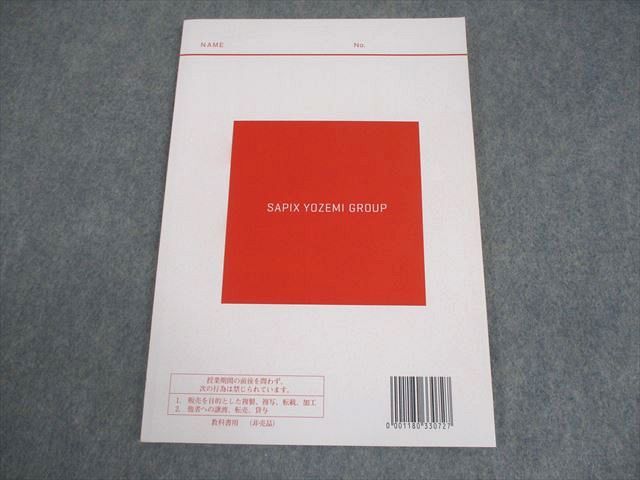 NAME No.
SAPIX YOZEMI GROUP
授業期間の前後を問わず、
次の行為は禁じられています。
1. 販売を目的とした複製、複写、転載、加工
2. 他者への譲渡、転売、貸与
教科書用 （非売品）
0001180330727